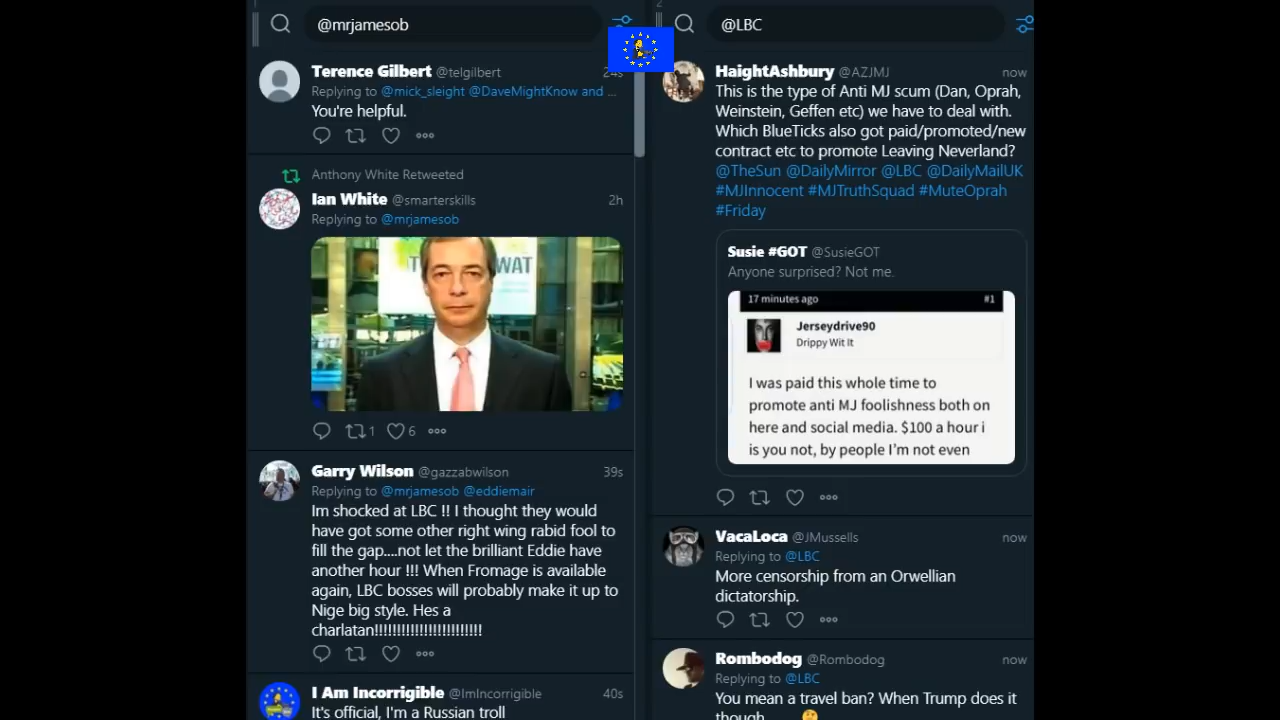 @mrjamesob
Terence Gilbert @telgilbert 24s
Replying to @mick_sleight @DaveMightKnow and ...
You're helpful.
Anthony White Retweeted
Ian White @smarterskills 2h
Replying to @mrjamesob
WAT
1 6
Garry Wilson @gazzabwilson 39s
Replying to @mrjamesob @eddiemair
Im shocked at LBC !! I thought they would
have got some other right wing rabid fool to
fill the gap....not let the brilliant Eddie have
another hour !!! When Fromage is available
again, LBC bosses will probably make it up to
Nige big style. Hes a
charlatan!!!!!!!!!!!!!!!!!!!!!!!!
I Am Incorrigible @ImIncorrigible 40s
It's official, I'm a Russian troll
2
@LBC
HaightAshbury @AZJMJ now
This is the type of Anti MJ scum (Dan, Oprah,
Weinstein, Geffen etc) we have to deal with.
Which BlueTicks also got paid/promoted/new
contract etc to promote Leaving Neverland?
@TheSun @DailyMirror @LBC @DailyMailUK
#MJInnocent #MJTruthSquad #MuteOprah
#Friday
Susie #GOT @SusieGOT
Anyone surprised? Not me.
17 minutes ago #1
Jerseydrive90
Drippy Wit It
I was paid this whole time to
promote anti MJ foolishness both on
here and social media. $100 a hour i
is you not, by people I'm not even
VacaLoca @JMussells now
Replying to @LBC
More censorship from an Orwellian
dictatorship.
Rombodog @Rombodog now
Replying to @LBC
You mean a travel ban? When Trump does it
though.....